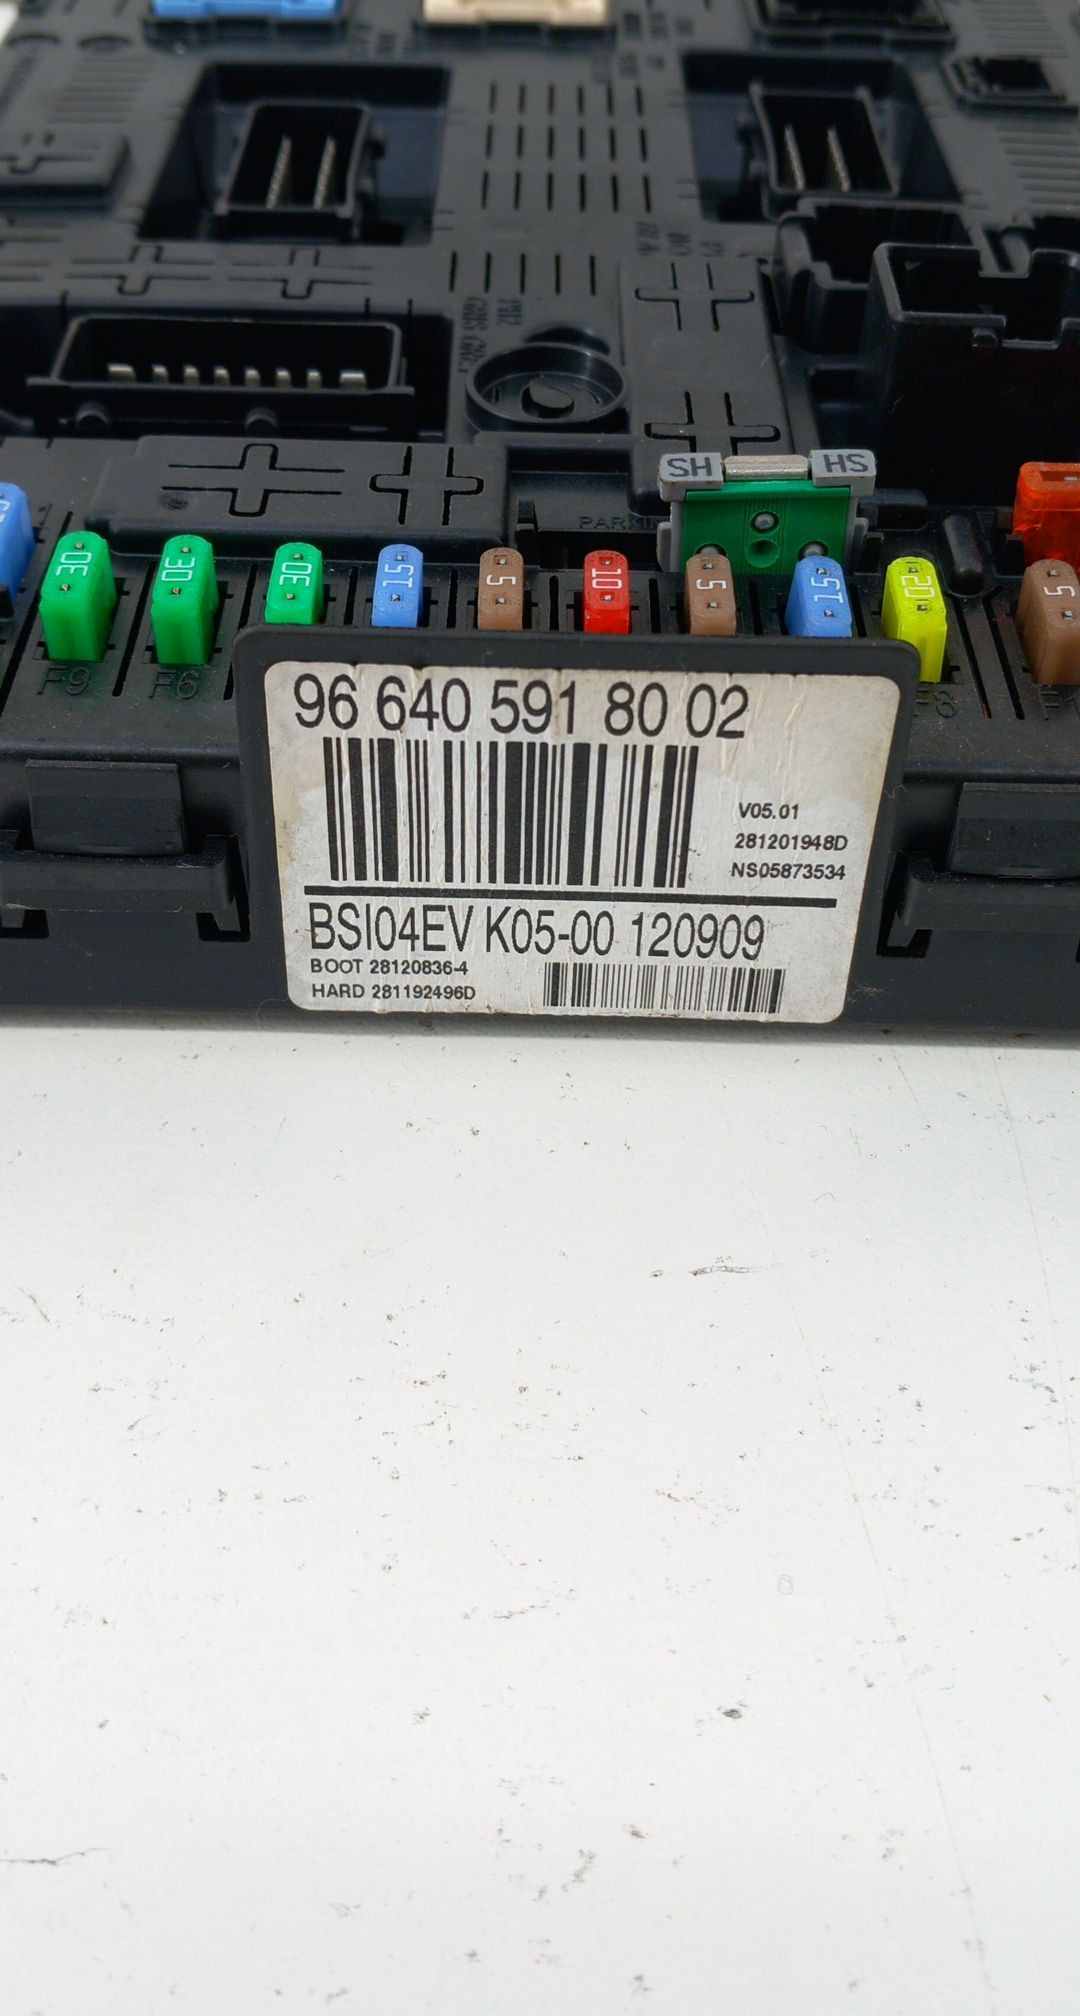 SH HS
PARKIN
30 30 30 15 5 10 5 15 20 5
F9 F6 F8
96 640 591 80 02
V05.01
281201948D
NS05873534
BSI04EV K05-00 120909
BOOT 28120836-4
HARD 281192496D